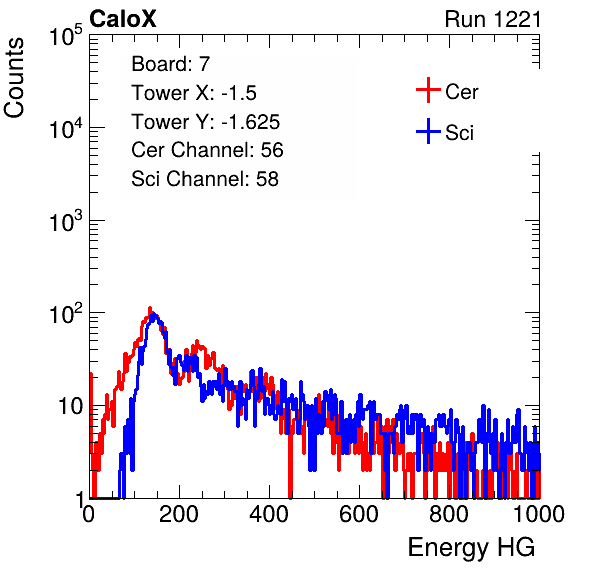 CaloX Run 1221
Counts
Board: 7
Tower X: -1.5
Tower Y: -1.625
Cer Channel: 56
Sci Channel: 58
Cer
Sci
10^5
10^4
10^3
10^2
10
1
0 200 400 600 800 1000
Energy HG